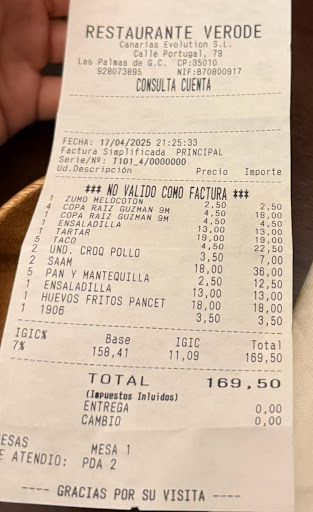 RESTAURANTE VERODE
Canarias Evolution S.L.
Calle Portugal, 79
Las Palmas de G.C. CP:35010
928073895 NIF:B70800917
CONSULTA CUENTA
FECHA: 17/04/2025 21:25:33
Factura Simplificada PRINCIPAL
Serie/Nº: T101_4/0000000
Ud.Descripción Precio Importe
*** NO VALIDO COMO FACTURA ***
1 ZUMO MELOCOTON 2,50 2,50
4 COPA RAIZ GUZMAN 9M 4,50 18,00
1 COPA RAIZ GUZMAN 9M 4,50 4,50
1 ENSALADILLA 13,00 13,00
1 TARTAR 19,00 19,00
5 TACO 4,50 22,50
2 UND. CROQ POLLO 3,50 7,00
2 SAAM 18,00 36,00
5 PAN Y MANTEQUILLA 2,50 12,50
1 ENSALADILLA 13,00 13,00
1 HUEVOS FRITOS PANCET 18,00 18,00
1 1906 3,50 3,50
IGIC% Base IGIC Total
7% 158,41 11,09 169,50
TOTAL 169,50
(Impuestos Inluidos)
ENTREGA 0,00
CAMBIO 0,00
ESAS MESA 1
E ATENDIO: PDA 2
---- GRACIAS POR SU VISITA ----